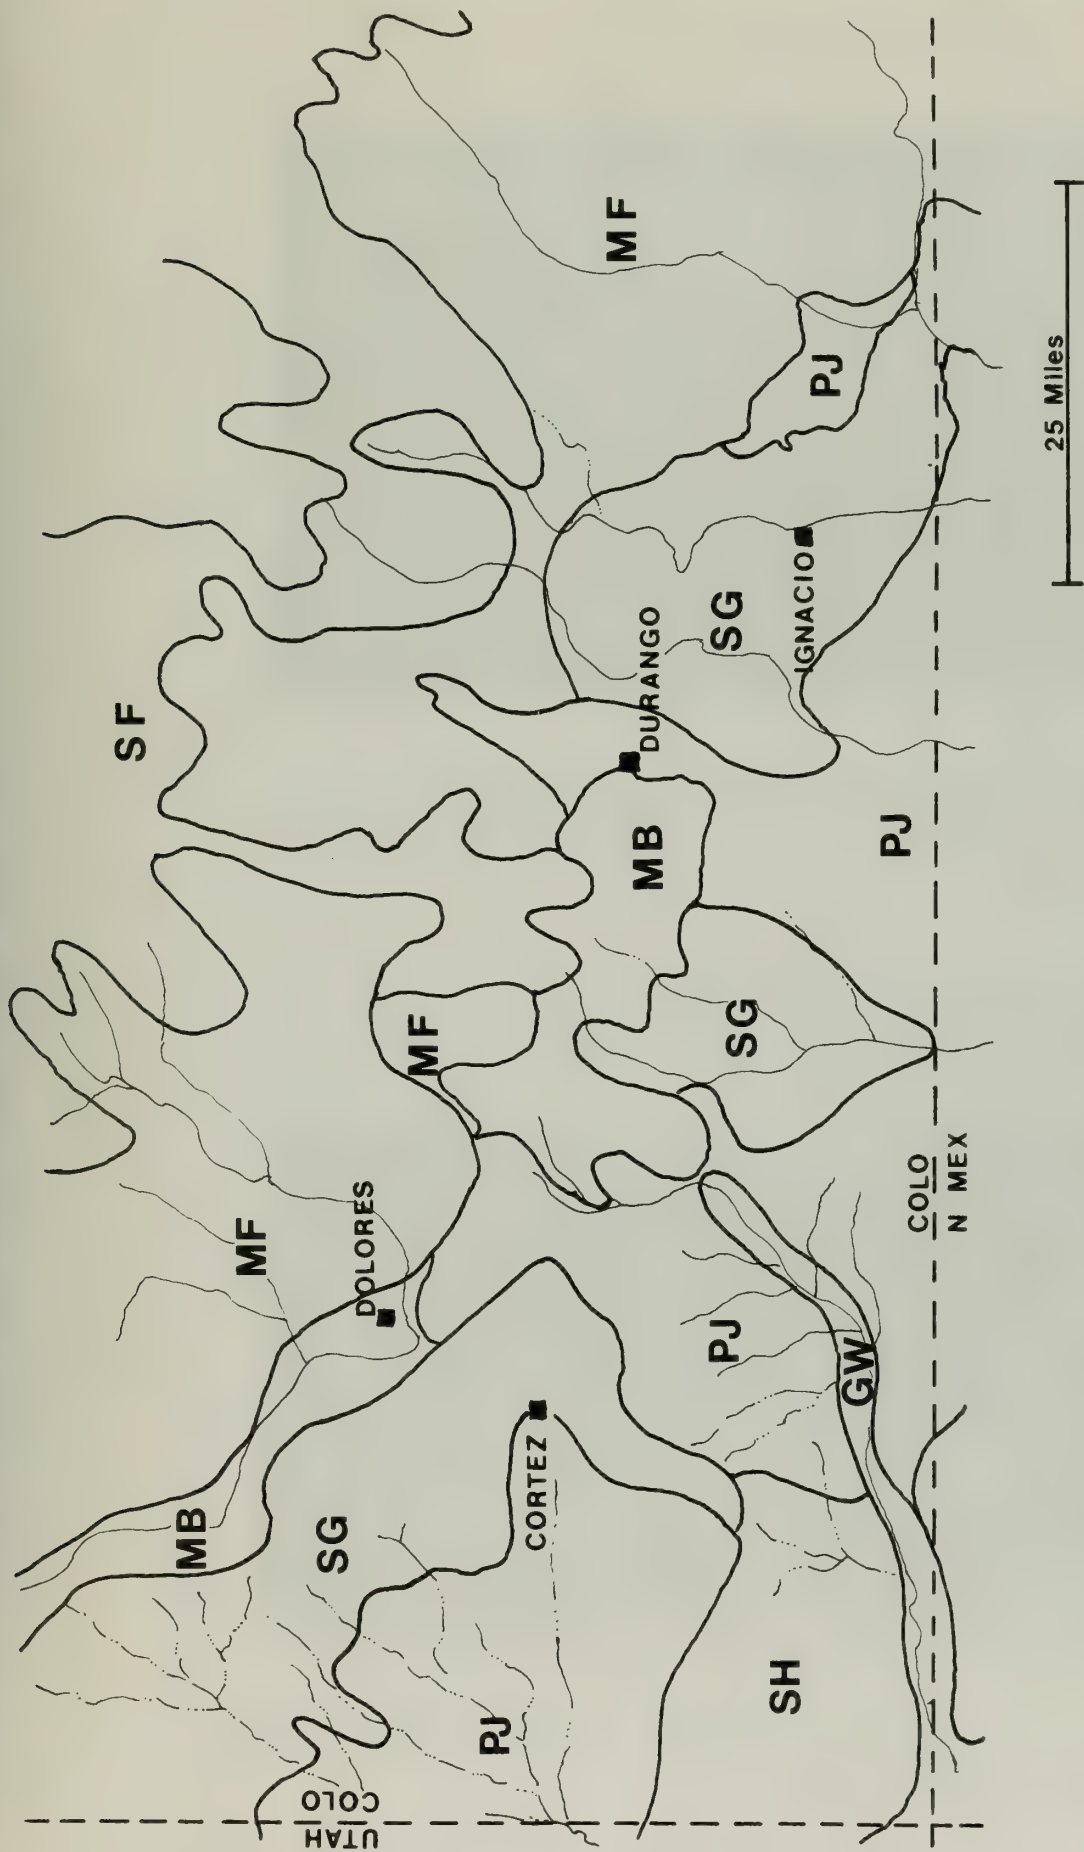 SF
MB
MF
SG
UTAH
COLO
DOLORES
MF
PJ
CORTEZ
MF
MB
DURANGO
PJ
SG
SG
SH
IGNACIO
PJ
GW
PJ
COLO
N MEX
25 Miles